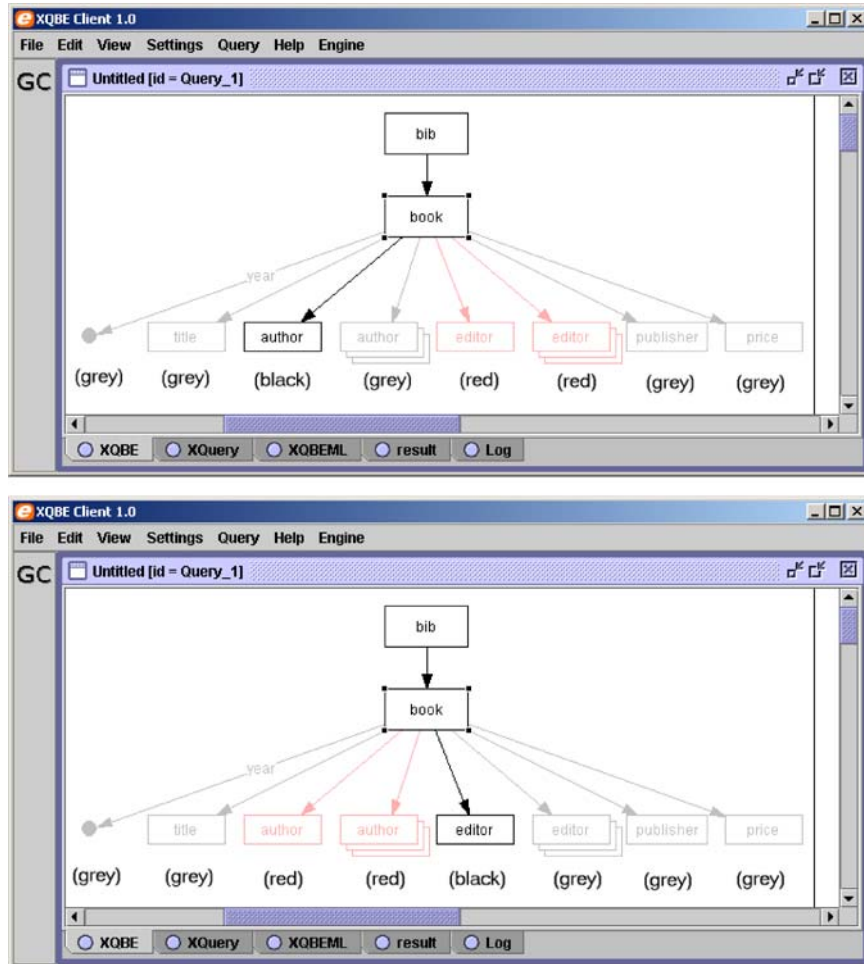 XQBE Client 1.0
File Edit View Settings Query Help Engine
GC
Untitled [id = Query_1]
bib
book
year
title author author editor editor publisher price
(grey) (grey) (black) (grey) (red) (red) (grey) (grey)
XQBE XQuery XQBEML result Log
XQBE Client 1.0
File Edit View Settings Query Help Engine
GC
Untitled [id = Query_1]
bib
book
year
title author author editor editor publisher price
(grey) (grey) (red) (red) (black) (grey) (grey) (grey)
XQBE XQuery XQBEML result Log